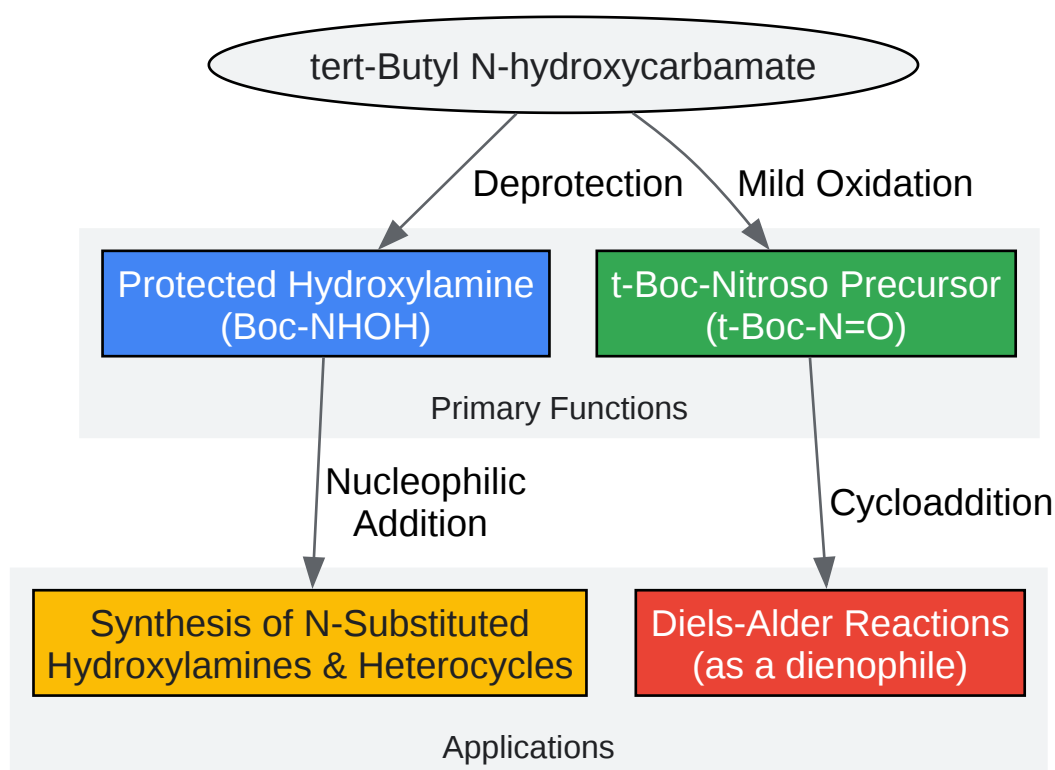 tert-Butyl N-hydroxycarbamate
Deprotection
Mild Oxidation
Protected Hydroxylamine
(Boc-NHOH)
t-Boc-Nitroso Precursor
(t-Boc-N=O)
Primary Functions
Nucleophilic
Addition
Cycloaddition
Synthesis of N-Substituted
Hydroxylamines & Heterocycles
Diels-Alder Reactions
(as a dienophile)
Applications